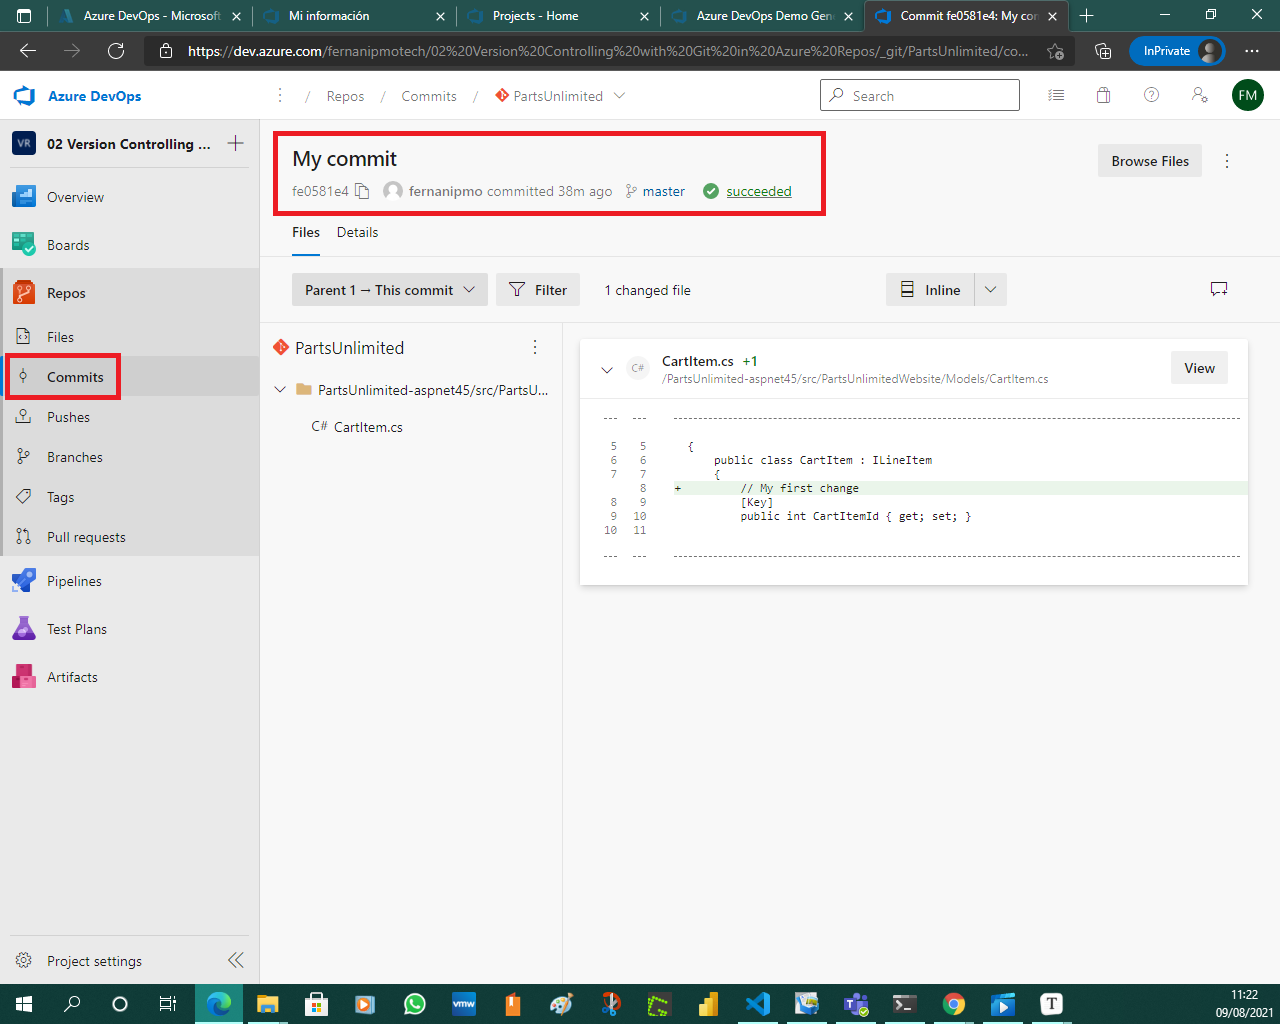 Azure DevOps - Microsoft
Mi información
Projects - Home
Azure DevOps Demo Gen
Commit fe0581e4: My con
https://dev.azure.com/fernanipmotech/02%20Version%20Controlling%20with%20Git%20in%20Azure%20Repos/_git/PartsUnlimited/co...
InPrivate
Azure DevOps
/ Repos / Commits / PartsUnlimited
Search
FM
VR
02 Version Controlling ...
Overview
Boards
Repos
Files
Commits
Pushes
Branches
Tags
Pull requests
Pipelines
Test Plans
Artifacts
Project settings
My commit
fe0581e4 fernanipmo committed 38m ago master succeeded
Browse Files
Files Details
Parent 1 → This commit
Filter
1 changed file
Inline
PartsUnlimited
PartsUnlimited-aspnet45/src/PartsU...
C# CartItem.cs
C#
CartItem.cs +1
/PartsUnlimited-aspnet45/src/PartsUnlimitedWebsite/Models/CartItem.cs
View
5 5 {
6 6 public class CartItem : ILineItem
7 7 {
8 + // My first change
8 9 [Key]
9 10 public int CartItemId { get; set; }
10 11
vmw
T
11:22
09/08/2021